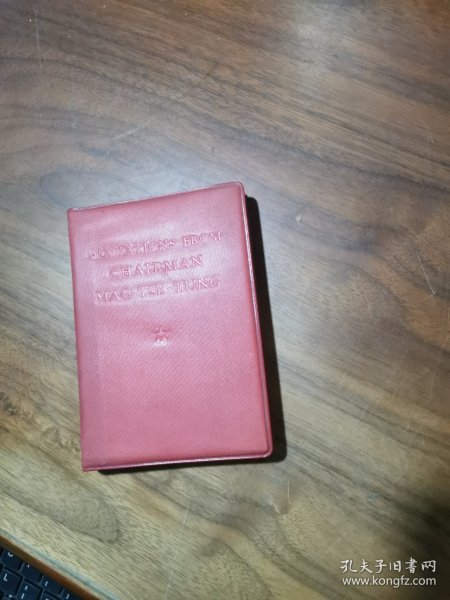 QUOTATIONS FROM
CHAIRMAN
MAO TSE-TUNG
孔夫子旧书网
www.kongfz.com